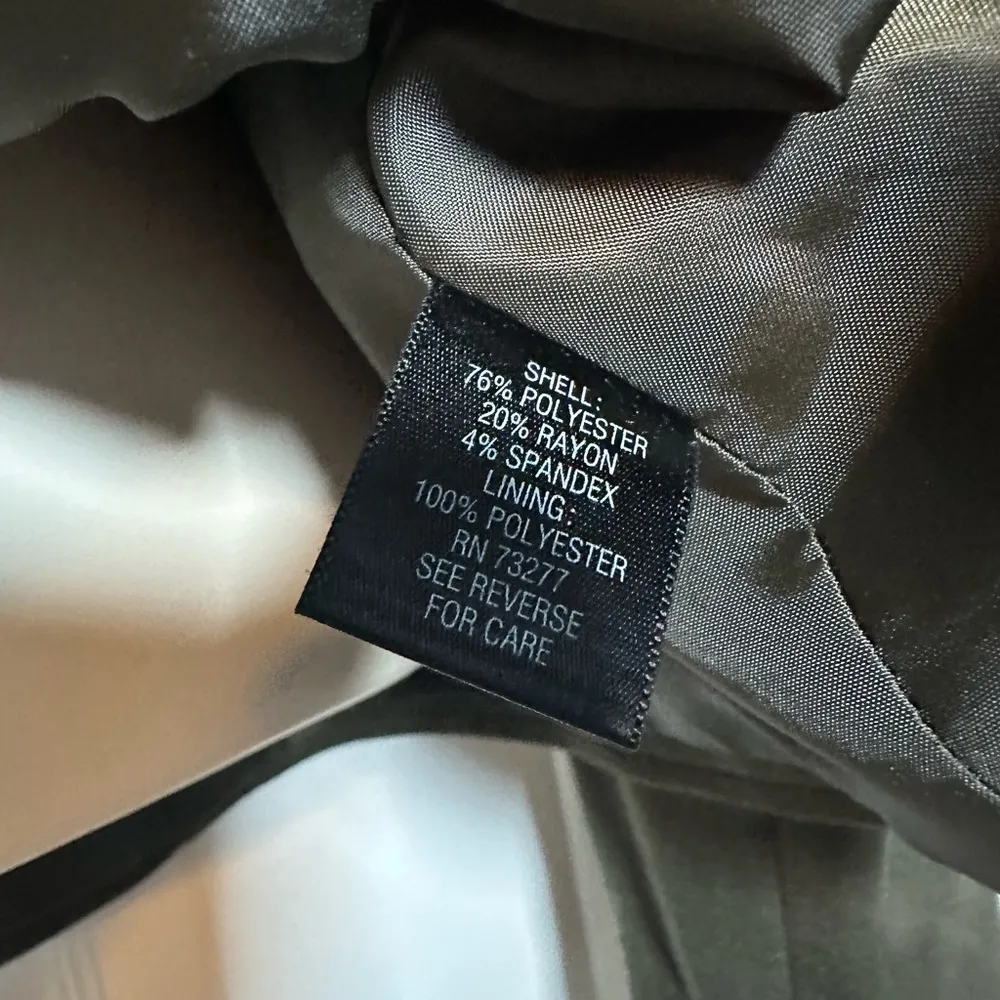 SHELL:
76% POLYESTER
20% RAYON
4% SPANDEX
LINING:
100% POLYESTER
RN 73277
SEE REVERSE
FOR CARE